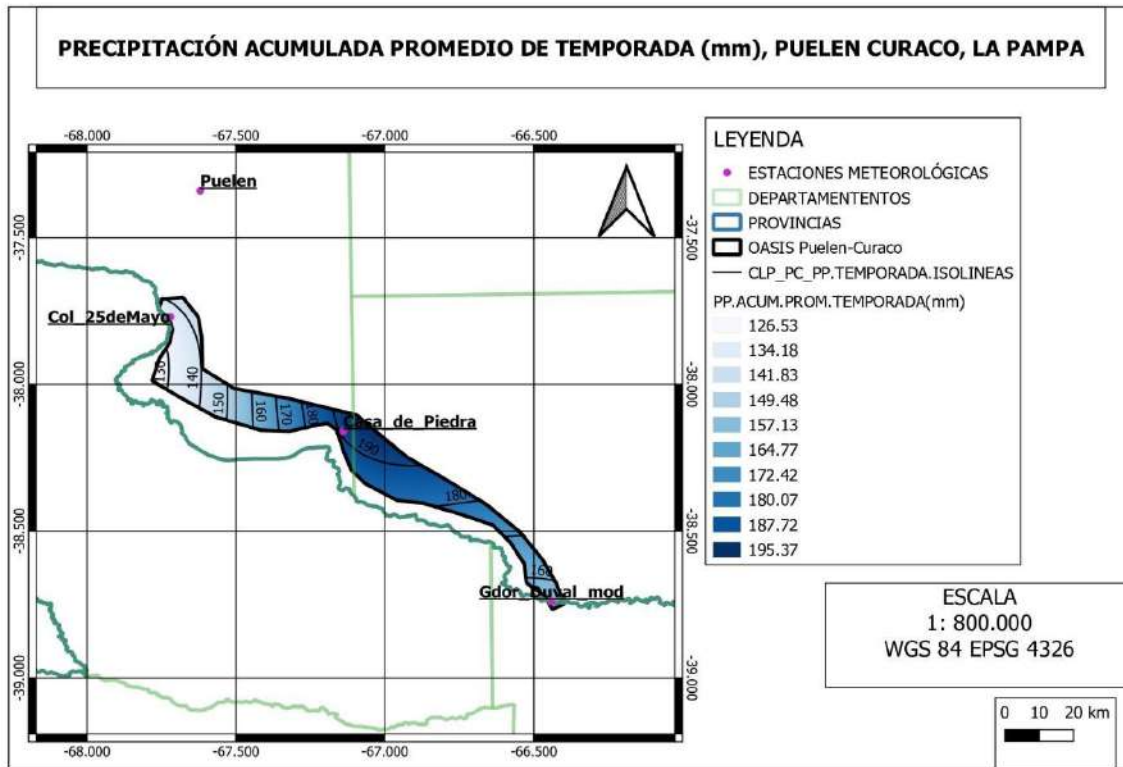 PRECIPITACIÓN ACUMULADA PROMEDIO DE TEMPORADA (mm), PUELEN CURACO, LA PAMPA
-68.000 -67.500 -67.000 -66.500
-37.500 -37.500
-38.000 -38.000
-38.500 -38.500
-39.000 -39.000
-68.000 -67.500 -67.000 -66.500
Puelen
Col_25deMayo
Casa_de_Piedra
Gdor_Duval_mod
130
140
150
160
170
180
190
180
160
LEYENDA
ESTACIONES METEOROLÓGICAS
DEPARTAMENTENTOS
PROVINCIAS
OASIS Puelen-Curaco
CLP_PC_PP.TEMPORADA.ISOLINEAS
PP.ACUM.PROM.TEMPORADA(mm)
126.53
134.18
141.83
149.48
157.13
164.77
172.42
180.07
187.72
195.37
ESCALA
1: 800.000
WGS 84 EPSG 4326
0 10 20 km